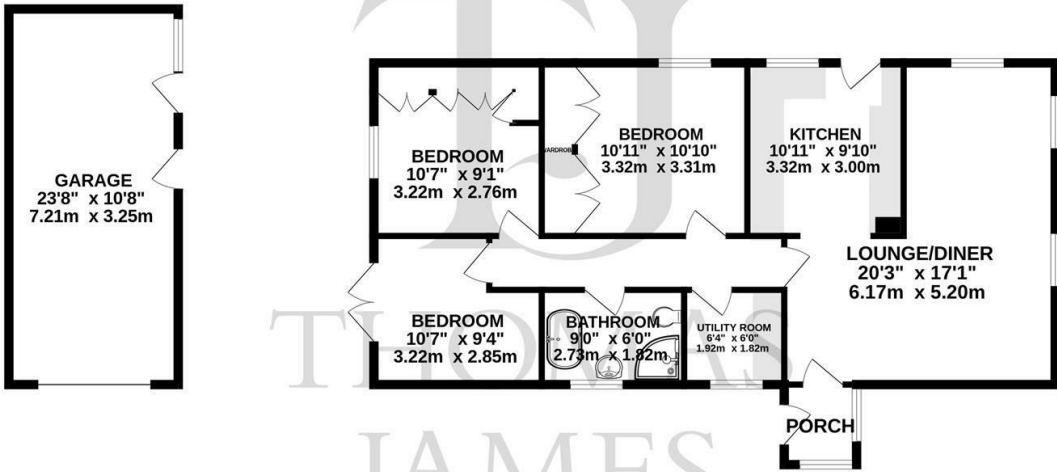 GARAGE
23'8" x 10'8"
7.21m x 3.25m
BEDROOM
10'7" x 9'1"
3.22m x 2.76m
WARDROBE
BEDROOM
10'11" x 10'10"
3.32m x 3.31m
KITCHEN
10'11" x 9'10"
3.32m x 3.00m
LOUNGE/DINER
20'3" x 17'1"
6.17m x 5.20m
BEDROOM
10'7" x 9'4"
3.22m x 2.85m
BATHROOM
9'0" x 6'0"
2.73m x 1.82m
UTILITY ROOM
6'4" x 6'0"
1.92m x 1.82m
PORCH
TJ
THOMAS
JAMES